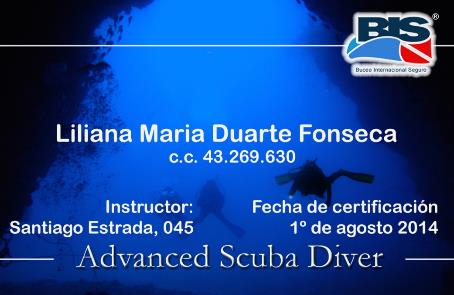 BIS®
Buceo Internacional Seguro
Liliana Maria Duarte Fonseca
c.c. 43.269.630
Instructor:
Santiago Estrada, 045
Fecha de certificación
1º de agosto 2014
Advanced Scuba Diver